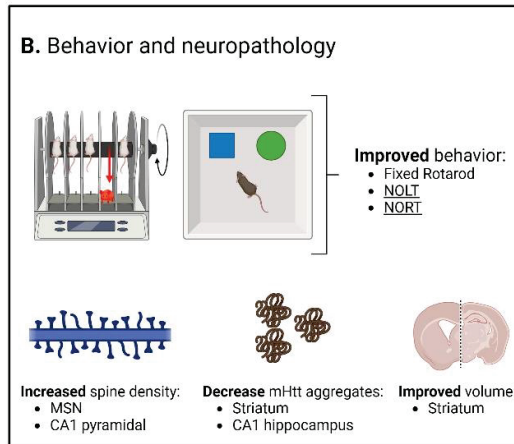 B. Behavior and neuropathology
Improved behavior:
• Fixed Rotarod
• NOLT
• NORT
Increased spine density:
• MSN
• CA1 pyramidal
Decrease mHtt aggregates:
• Striatum
• CA1 hippocampus
Improved volume:
• Striatum